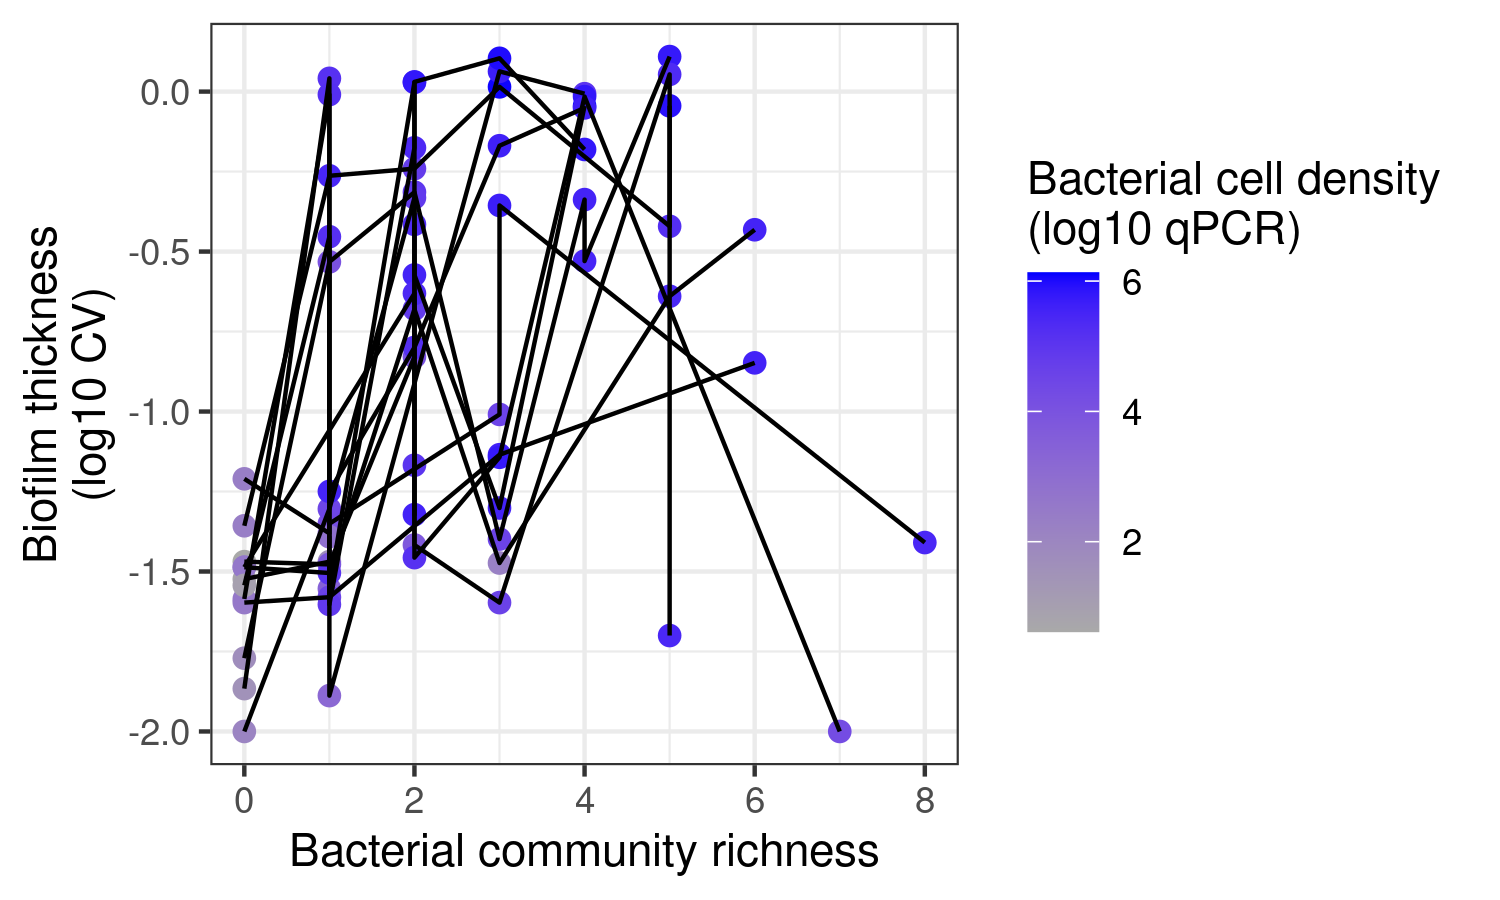 Biofilm thickness
(log10 CV)
0.0
-0.5
-1.0
-1.5
-2.0
0 2 4 6 8
Bacterial community richness
Bacterial cell density
(log10 qPCR)
6
4
2